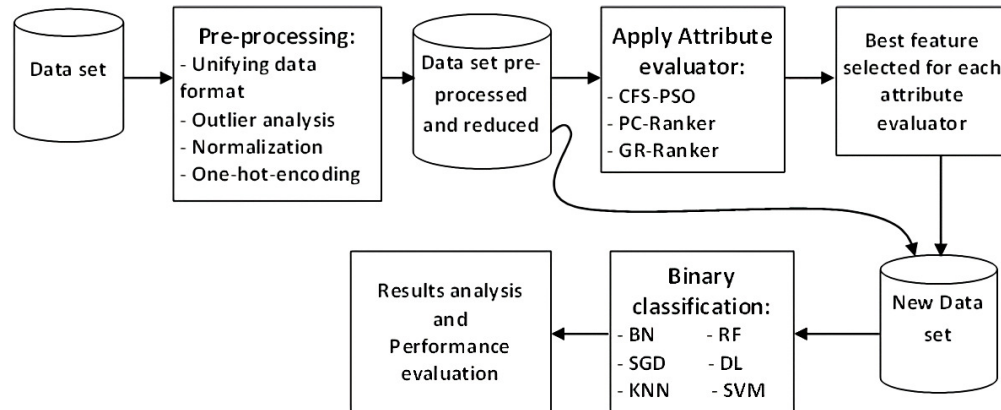 Data set
Pre-processing:
- Unifying data
format
- Outlier analysis
- Normalization
- One-hot-encoding
Data set pre-
processed
and reduced
Apply Attribute
evaluator:
- CFS-PSO
- PC-Ranker
- GR-Ranker
Best feature
selected for each
attribute
evaluator
New Data
set
Binary
classification:
- BN - RF
- SGD - DL
- KNN - SVM
Results analysis
and
Performance
evaluation